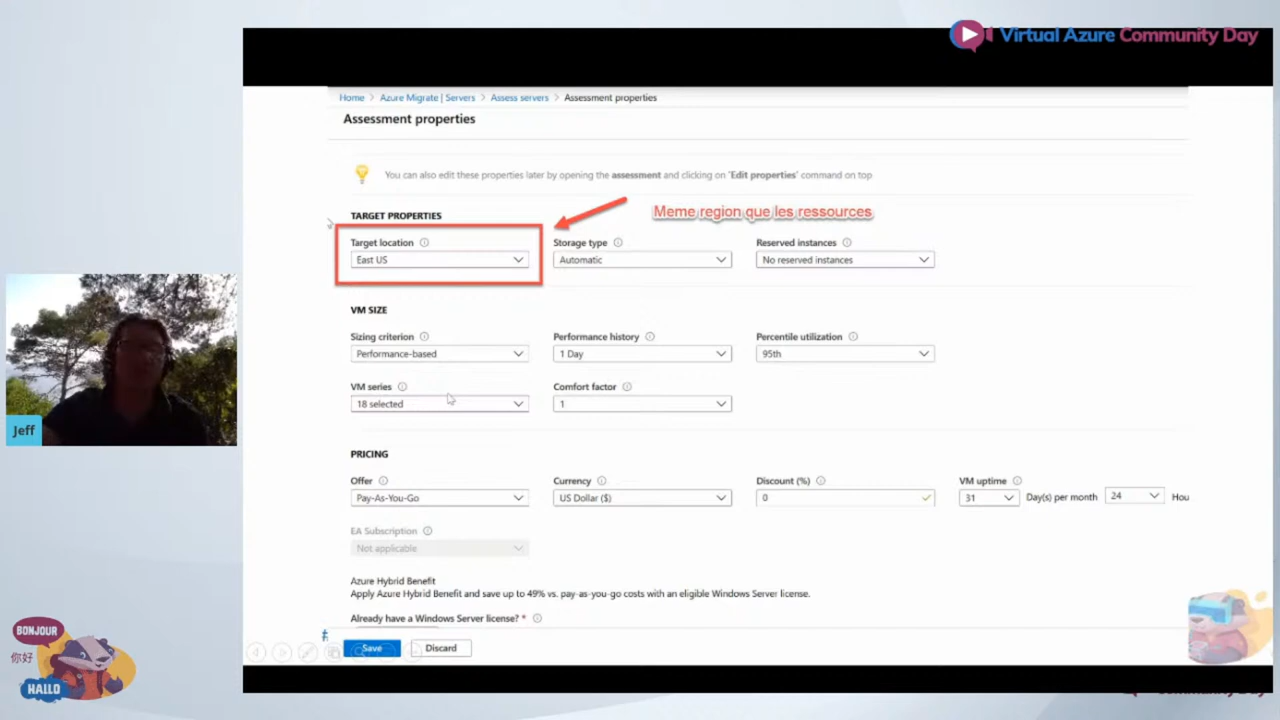 Virtual Azure Community Day
Home > Azure Migrate | Servers > Assess servers > Assessment properties
Assessment properties
You can also edit these properties later by opening the assessment and clicking on 'Edit properties' command on top
TARGET PROPERTIES
Meme region que les ressources
Target location Storage type Reserved instances
East US Automatic No reserved instances
VM SIZE
Sizing criterion Performance history Percentile utilization
Performance-based 1 Day 95th
VM series Comfort factor
18 selected 1
PRICING
Offer Currency Discount (%) VM uptime
Pay-As-You-Go US Dollar ($) 0 31 Day(s) per month 24 Hou
EA Subscription
Not applicable
Azure Hybrid Benefit
Apply Azure Hybrid Benefit and save up to 49% vs. pay-as-you-go costs with an eligible Windows Server license.
Already have a Windows Server license? *
Save Discard
Jeff
BONJOUR
你好
HALLO